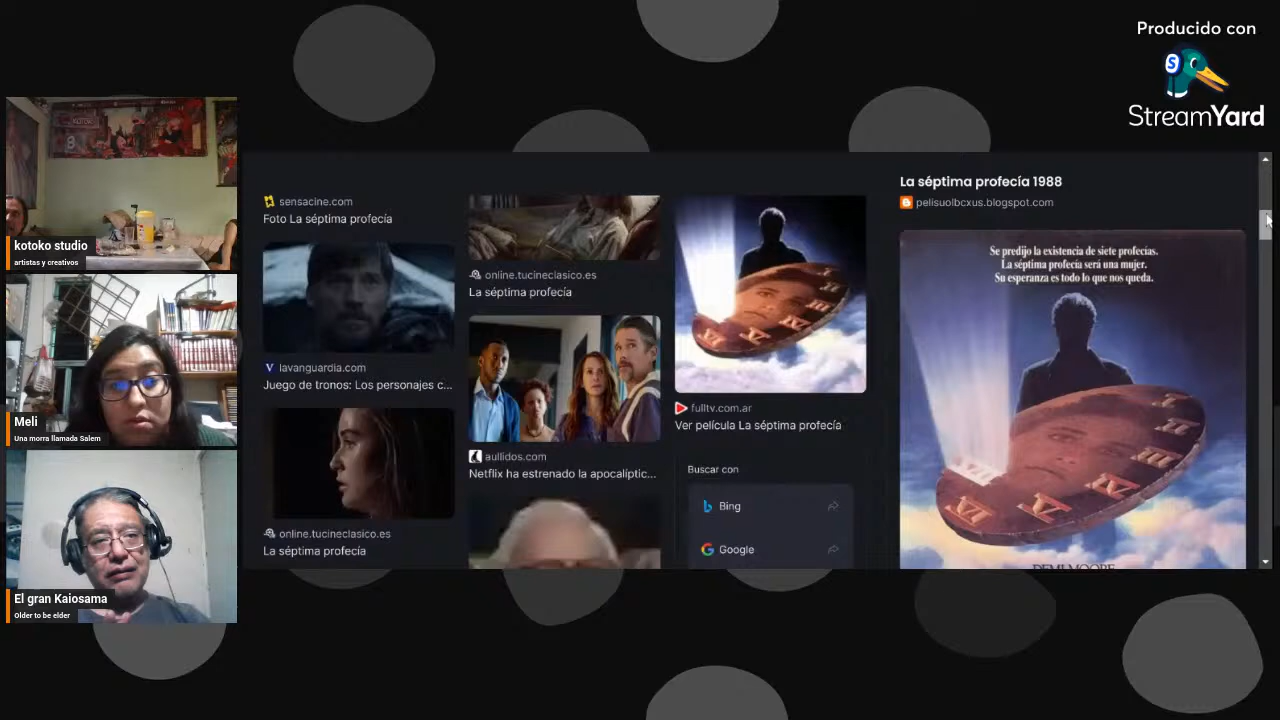 Producido con
StreamYard
kotoko studio
artistas y creativos
Meli
Una morra llamada Salem
El gran Kaiosama
Older to be elder
sensacine.com
Foto La séptima profecía
lavanguardia.com
Juego de tronos: Los personajes c...
online.tucineclasico.es
La séptima profecía
online.tucineclasico.es
La séptima profecía
aullidos.com
Netflix ha estrenado la apocalíptic...
fulltv.com.ar
Ver película La séptima profecía
Buscar con
Bing
Google
La séptima profecía 1988
pelisuolbcxus.blogspot.com
Se predijo la existencia de siete profecías.
La séptima profecía será una mujer.
Su esperanza es todo lo que nos queda.
DEMI MOORE